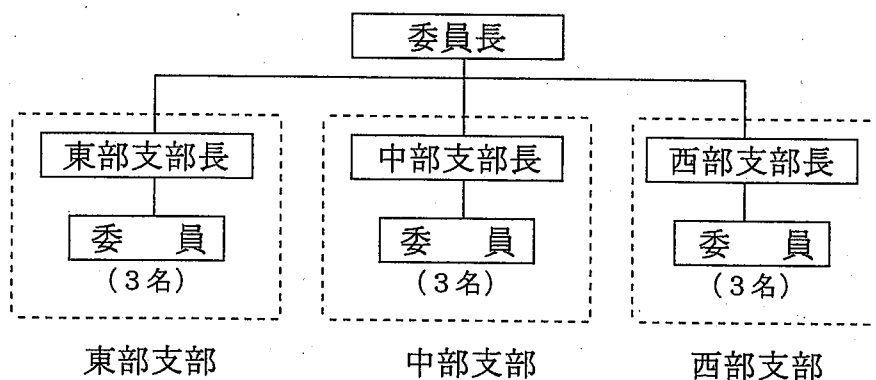 委員長
東部支部長 中部支部長 西部支部長
委 員 委 員 委 員
(3名) (3名) (3名)
東部支部 中部支部 西部支部